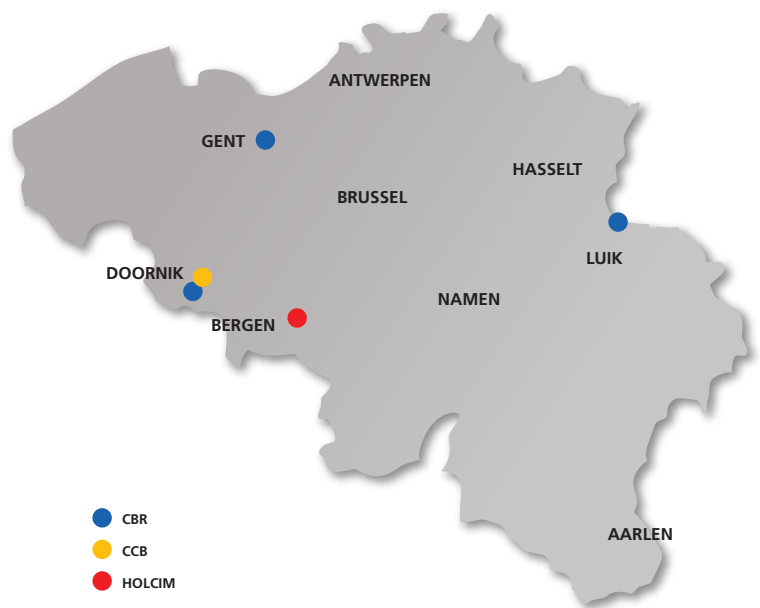 ANTWERPEN
GENT
HASSELT
BRUSSEL
LUIK
DOORNIK
NAMEN
BERGEN
CBR
CCB
AARLEN
HOLCIM